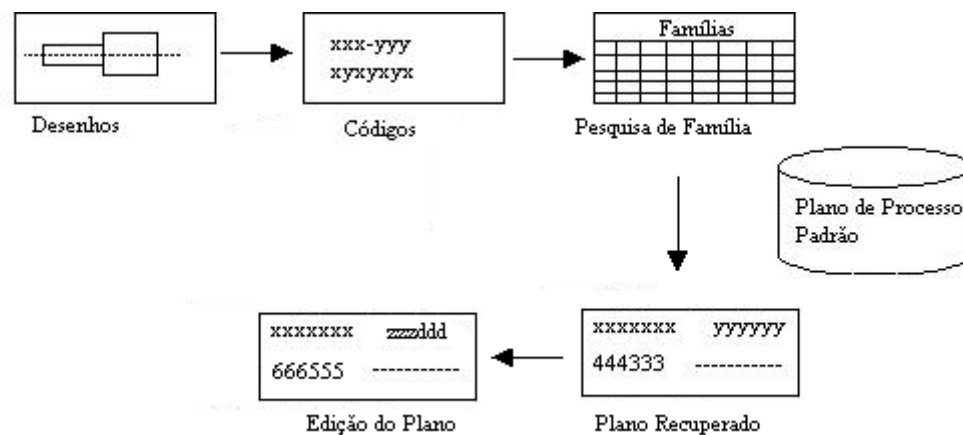 xxx-yyy
xyxyxyx
Famílias
Desenhos
Códigos
Pesquisa de Família
Plano de Processo
Padrão
xxxxxxx yyyyyy
444333 -----------
xxxxxxx zzzddd
666555 -----------
Edição do Plano
Plano Recuperado